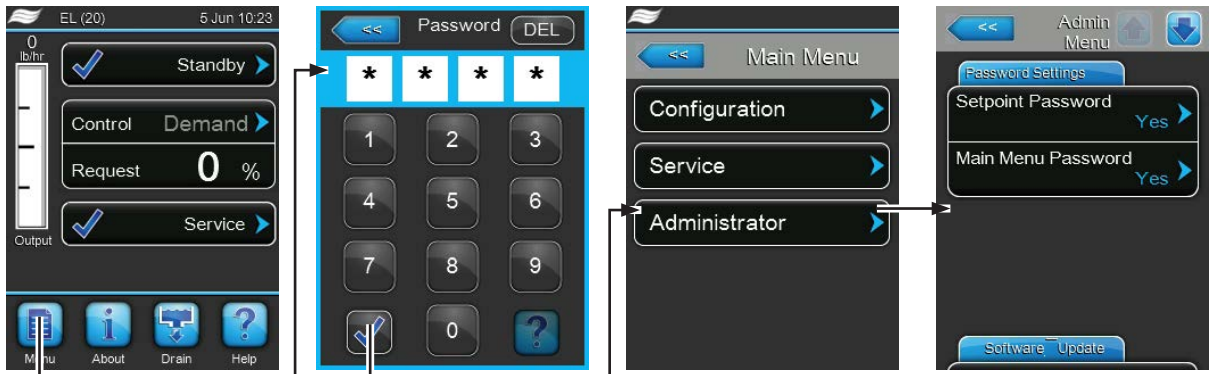 EL (20) 5 Jun 10:23
0
lb/hr
Standby
Control Demand
Request 0 %
Service
Output
Menu About Drain Help
<< Password DEL
* * * *
1 2 3
4 5 6
7 8 9
0 ?
<< Main Menu
Configuration
Service
Administrator
<< Admin
Menu
Password Settings
Setpoint Password
Yes
Main Menu Password
Yes
Software Update